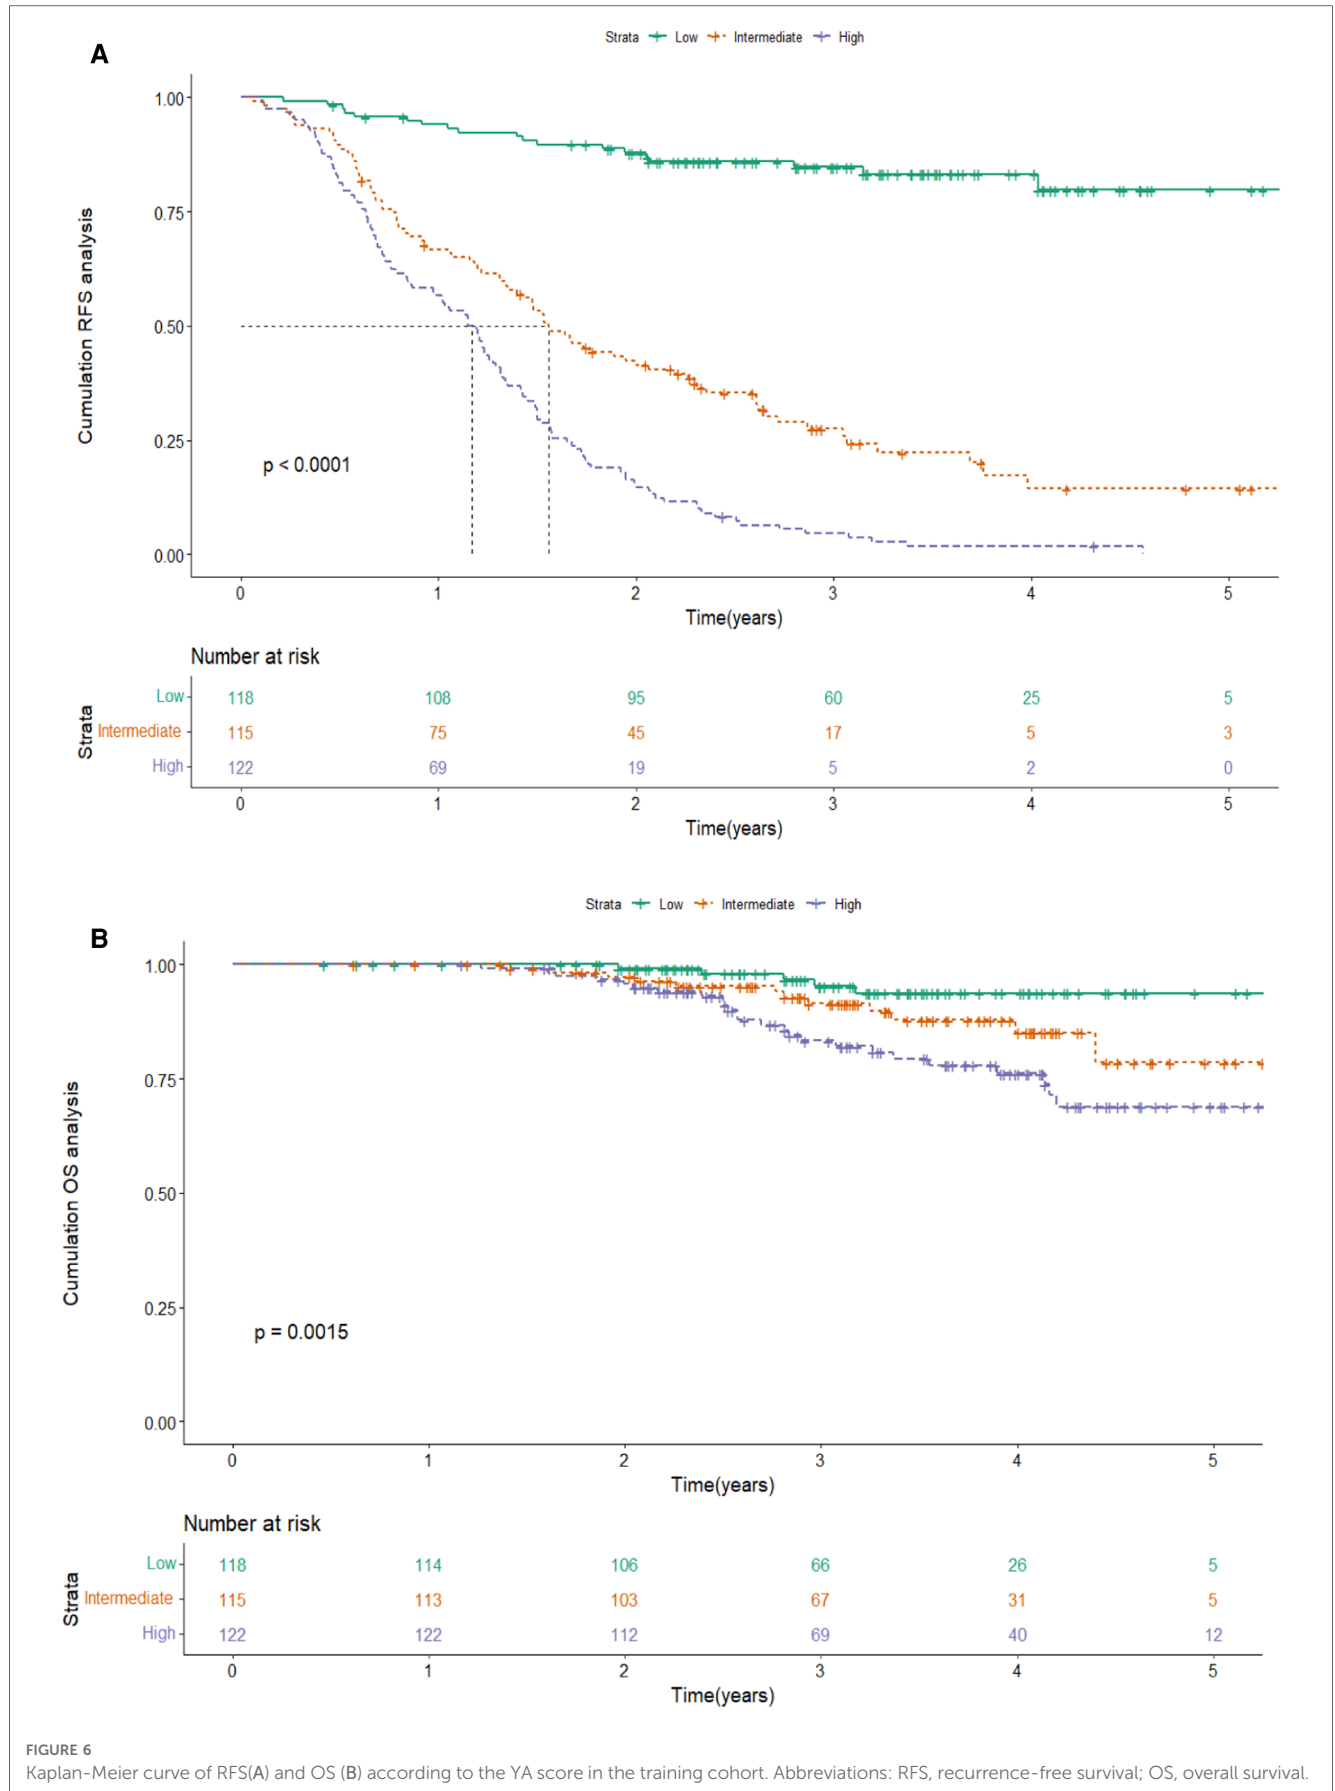 Strata Low Intermediate High
A
1.00
0.75
0.50
0.25
0.00
Cumulation RFS analysis
p < 0.0001
0 1 2 3 4 5
Time(years)
Number at risk
Strata
Low 118 108 95 60 25 5
Intermediate 115 75 45 17 5 3
High 122 69 19 5 2 0
0 1 2 3 4 5
Time(years)
Strata Low Intermediate High
B
1.00
0.75
0.50
0.25
0.00
Cumulation OS analysis
p = 0.0015
0 1 2 3 4 5
Time(years)
Number at risk
Strata
Low 118 114 106 66 26 5
Intermediate 115 113 103 67 31 5
High 122 122 112 69 40 12
0 1 2 3 4 5
Time(years)
FIGURE 6
Kaplan-Meier curve of RFS(A) and OS (B) according to the YA score in the training cohort. Abbreviations: RFS, recurrence-free survival; OS, overall survival.